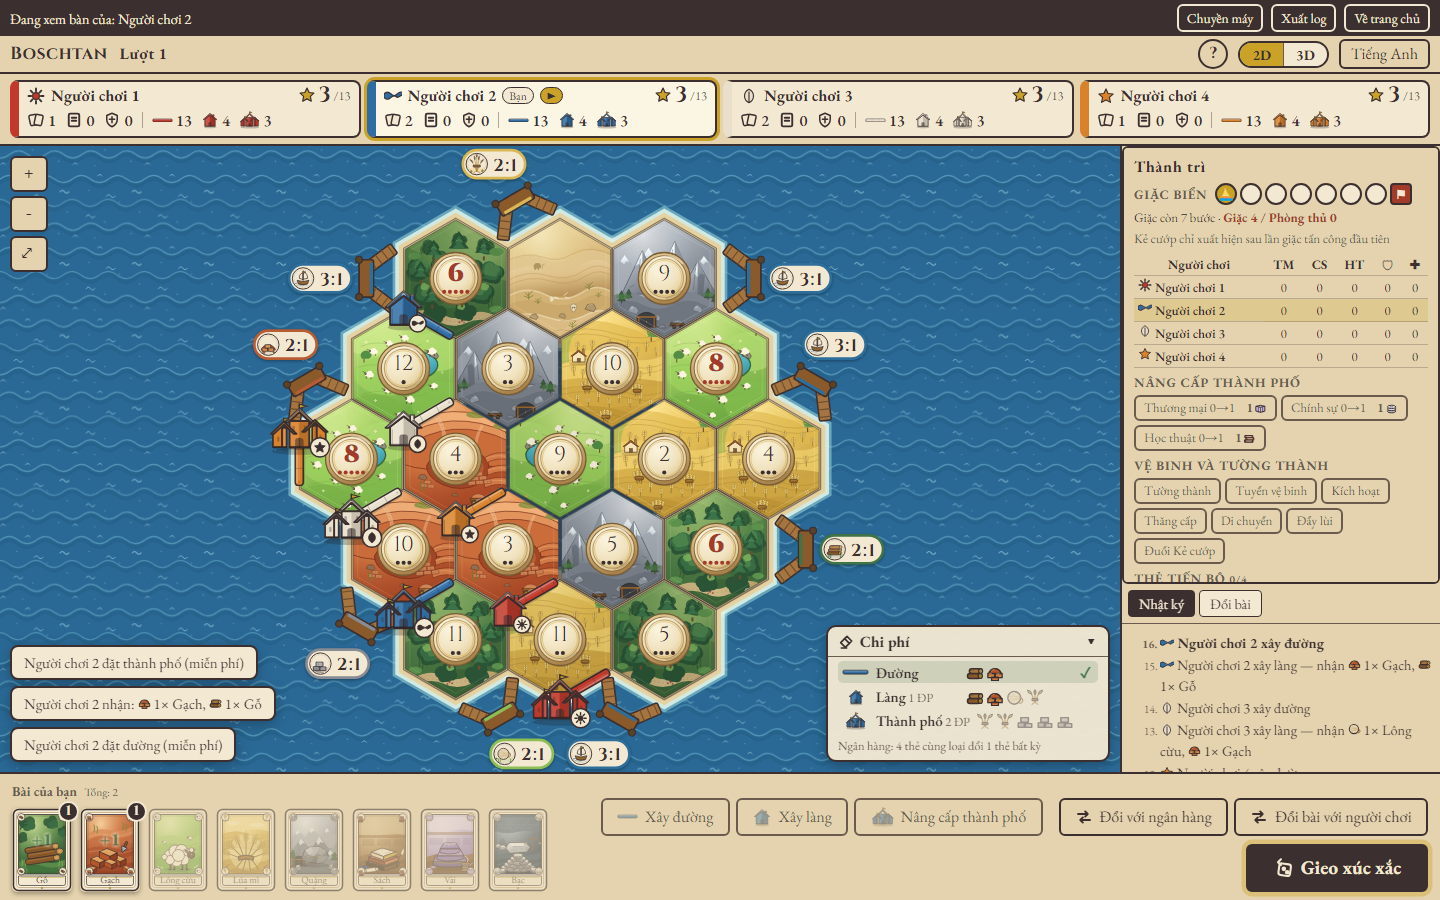 Đang xem bàn của: Người chơi 2
Chuyển máy
Xuất log
Về trang chủ
BOSCHTAN Lượt 1
?
2D
3D
Tiếng Anh
Người chơi 1
3 /13
1 0 0 13 4 3
Người chơi 2 Bạn
3 /13
2 0 0 13 4 3
Người chơi 3
3 /13
2 0 0 13 4 3
Người chơi 4
3 /13
1 0 0 13 4 3
+
-
2:1
3:1
6
9
3:1
2:1
12
3
10
8
3:1
8
4
9
2
4
10
3
5
6
2:1
11
11
5
2:1
2:1
3:1
Người chơi 2 đặt thành phố (miễn phí)
Người chơi 2 nhận: 1× Gạch, 1× Gỗ
Người chơi 2 đặt đường (miễn phí)
Chi phí
Đường
Làng 1 ĐP
Thành phố 2 ĐP
Ngân hàng: 4 thẻ cùng loại đổi 1 thẻ bất kỳ
Thành trì
GIẶC BIỂN
Giặc còn 7 bước · Giặc 4 / Phòng thủ 0
Kẻ cướp chỉ xuất hiện sau lần giặc tấn công đầu tiên
Người chơi TM CS HT
Người chơi 1 0 0 0 0 0
Người chơi 2 0 0 0 0 0
Người chơi 3 0 0 0 0 0
Người chơi 4 0 0 0 0 0
NÂNG CẤP THÀNH PHỐ
Thương mại 0→1 1
Chính sự 0→1 1
Học thuật 0→1 1
VỆ BINH VÀ TƯỜNG THÀNH
Tường thành
Tuyển vệ binh
Kích hoạt
Thăng cấp
Di chuyển
Đẩy lùi
Đuổi Kẻ cướp
THẺ TIẾN BỘ 0/4
Nhật ký
Đổi bài
16. Người chơi 2 xây đường
15. Người chơi 2 xây làng — nhận 1× Gạch,
1× Gỗ
14. Người chơi 3 xây đường
13. Người chơi 3 xây làng — nhận 1× Lông
cừu, 1× Gạch
Bài của bạn Tổng: 2
1
1
+1
+1
Gỗ
Gạch
Lông cừu
Lúa mì
Quặng
Sách
Vải
Bạc
Xây đường
Xây làng
Nâng cấp thành phố
Đổi với ngân hàng
Đổi bài với người chơi
Gieo xúc xắc